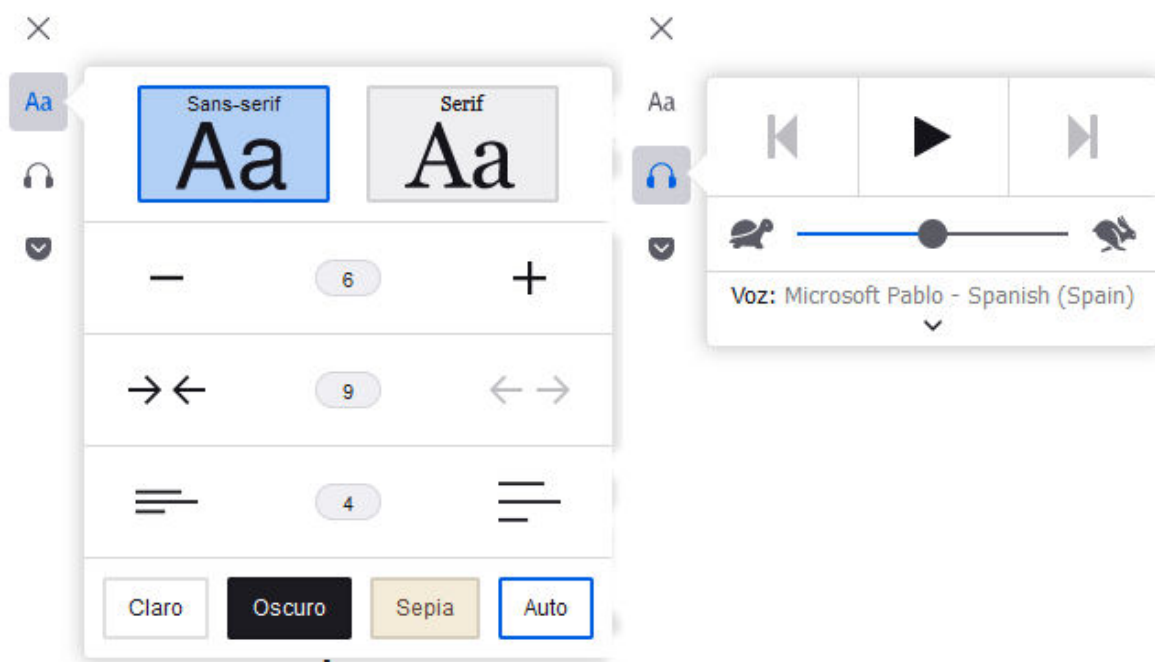 Aa
Sans-serif
Aa
Serif
Aa
6
9
4
Claro
Oscuro
Sepia
Auto
Aa
Voz: Microsoft Pablo - Spanish (Spain)